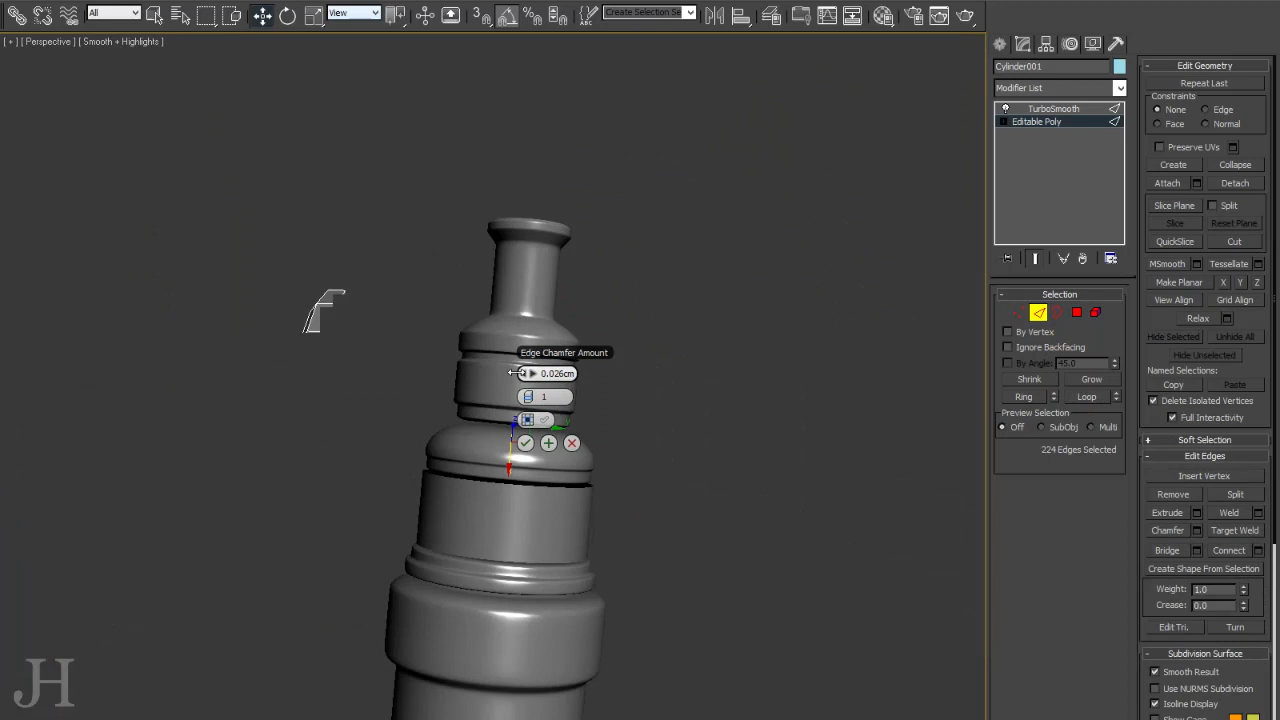 All
View
Create Selection Se
[ + ] [ Perspective ] [ Smooth + Highlights ]
Cylinder001
Modifier List
TurboSmooth
Editable Poly
- Selection
By Vertex
Ignore Backfacing
By Angle: 45.0
Shrink Grow
Ring Loop
Preview Selection
Off SubObj Multi
224 Edges Selected
- Edit Geometry
Repeat Last
Constraints
None Edge
Face Normal
Preserve UVs
Create Collapse
Attach Detach
Slice Plane Split
Slice Reset Plane
QuickSlice Cut
MSmooth Tessellate
Make Planar X Y Z
View Align Grid Align
Relax
Hide Selected Unhide All
Hide Unselected
Named Selections:
Copy Paste
Delete Isolated Vertices
Full Interactivity
+ Soft Selection
- Edit Edges
Insert Vertex
Remove Split
Extrude Weld
Chamfer Target Weld
Bridge Connect
Create Shape From Selection
Weight: 1.0
Crease: 0.0
Edit Tri. Turn
- Subdivision Surface
Smooth Result
Use NURMS Subdivision
Isoline Display
Edge Chamfer Amount
0.026cm
1
JH